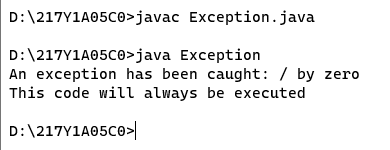 D:\217Y1A05C0>javac Exception.java
D:\217Y1A05C0>java Exception
An exception has been caught: / by zero
This code will always be executed
D:\217Y1A05C0>